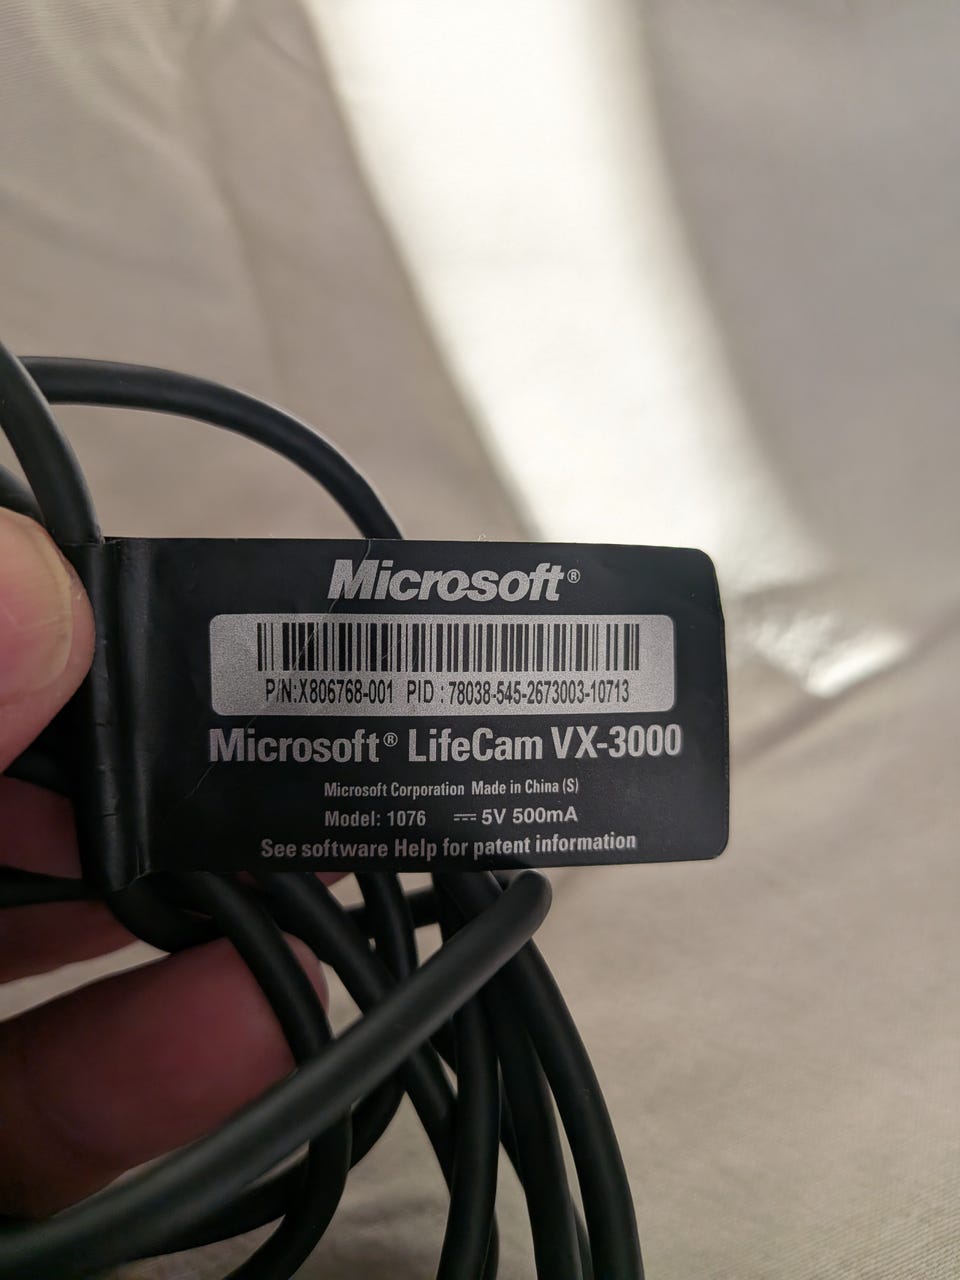 Microsoft®
P/N:X806768-001 PID : 78038-545-2673003-10713
Microsoft® LifeCam VX-3000
Microsoft Corporation Made in China (S)
Model: 1076 ⎓ 5V 500mA
See software Help for patent information